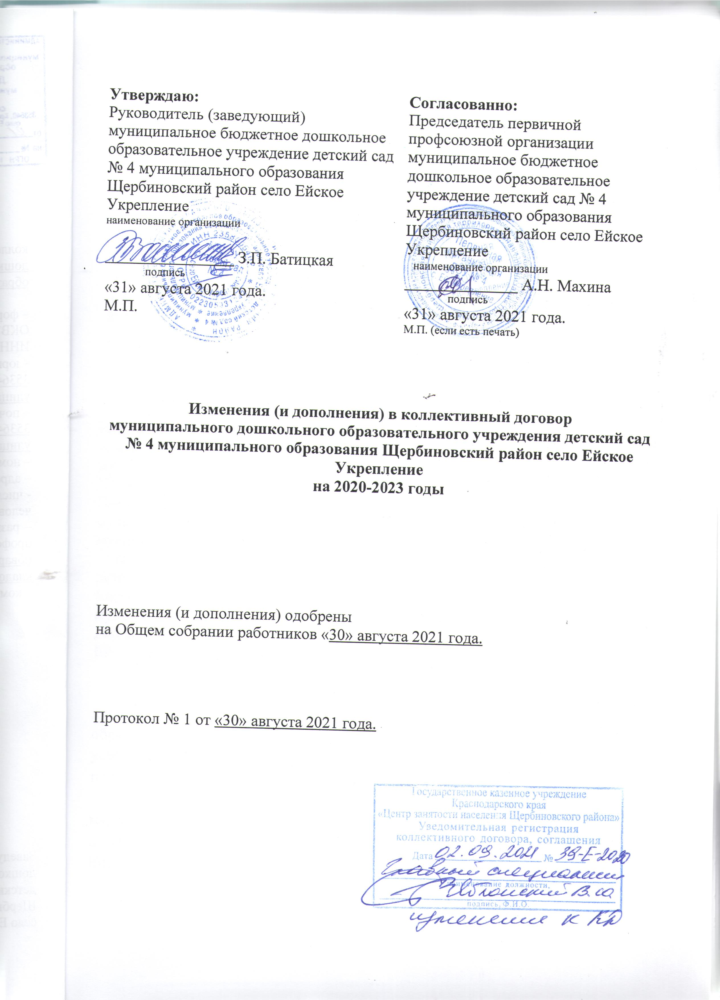 Утверждаю:
Руководитель (заведующий)
муниципальное бюджетное дошкольное
образовательное учреждение детский сад
№ 4 муниципального образования
Щербиновский район село Ейское
Укрепление
наименование организации
З.П. Батицкая
подпись
«31» августа 2021 года.
М.П.
Согласованно:
Председатель первичной
профсоюзной организации
муниципальное бюджетное
дошкольное образовательное
учреждение детский сад № 4
муниципального образования
Щербиновский район село Ейское
Укрепление
наименование организации
А.Н. Махина
подпись
«31» августа 2021 года.
М.П. (если есть печать)
Изменения (и дополнения) в коллективный договор
муниципального дошкольного образовательного учреждения детский сад
№ 4 муниципального образования Щербиновский район село Ейское
Укрепление
на 2020-2023 годы
Изменения (и дополнения) одобрены
на Общем собрании работников «30» августа 2021 года.
Протокол № 1 от «30» августа 2021 года.
Государственное казенное учреждение
Краснодарского края
«Центр занятости населения Щербиновского района»
Уведомительная регистрация
коллективного договора, соглашения
Дата 02.09.2021 № 39-Е-2020
Главный специалист
наименование должности,
В.Ю
подпись, Ф.И.О.
изменение к КД